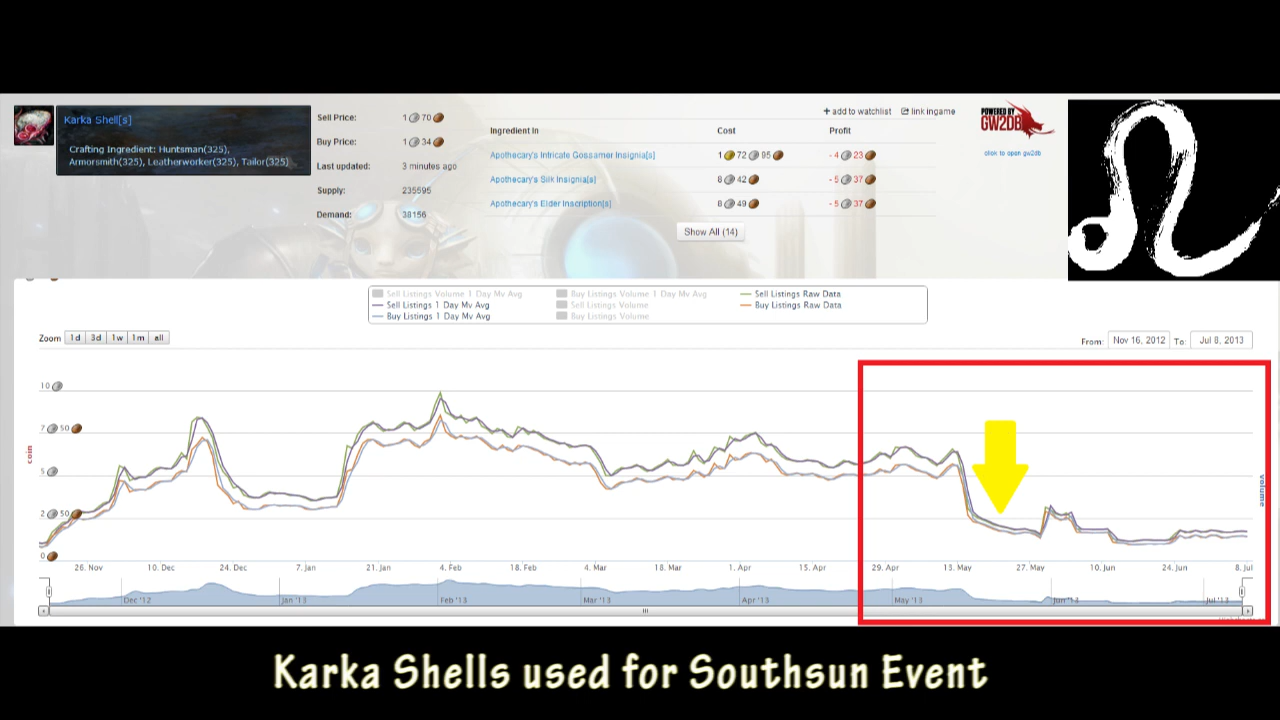 Karka Shell[s]
Crafting Ingredient: Huntsman(325),
Armorsmith(325), Leatherworker(325), Tailor(325)
Sell Price: 1 70
Buy Price: 1 34
Last updated: 3 minutes ago
Supply: 235595
Demand: 38156
+ add to watchlist link ingame
Ingredient In Cost Profit
Apothecary's Intricate Gossamer Insignia[s] 1 72 95 - 4 23
Apothecary's Silk Insignia[s] 8 42 - 5 37
Apothecary's Elder Inscription[s] 8 49 - 5 37
Show All (14)
POWERED BY
GW2DB
click to open gw2db
Sell Listings Volume 1 Day Mv Avg Buy Listings Volume 1 Day Mv Avg Sell Listings Raw Data
Sell Listings 1 Day Mv Avg Sell Listings Volume Buy Listings Raw Data
Buy Listings 1 Day Mv Avg Buy Listings Volume
Zoom 1d 3d 1w 1m all
From: Nov 16, 2012 To: Jul 8, 2013
10
7 50
5
2 50
0
coin
volume
26. Nov 10. Dec 24. Dec 7. Jan 21. Jan 4. Feb 18. Feb 4. Mar 18. Mar 1. Apr 15. Apr 29. Apr 13. May 27. May 10. Jun 24. Jun 8. Jul
Dec '12 Jan '13 Feb '13 Mar '13 Apr '13 May '13 Jun '13 Jul '13
Karka Shells used for Southsun Event